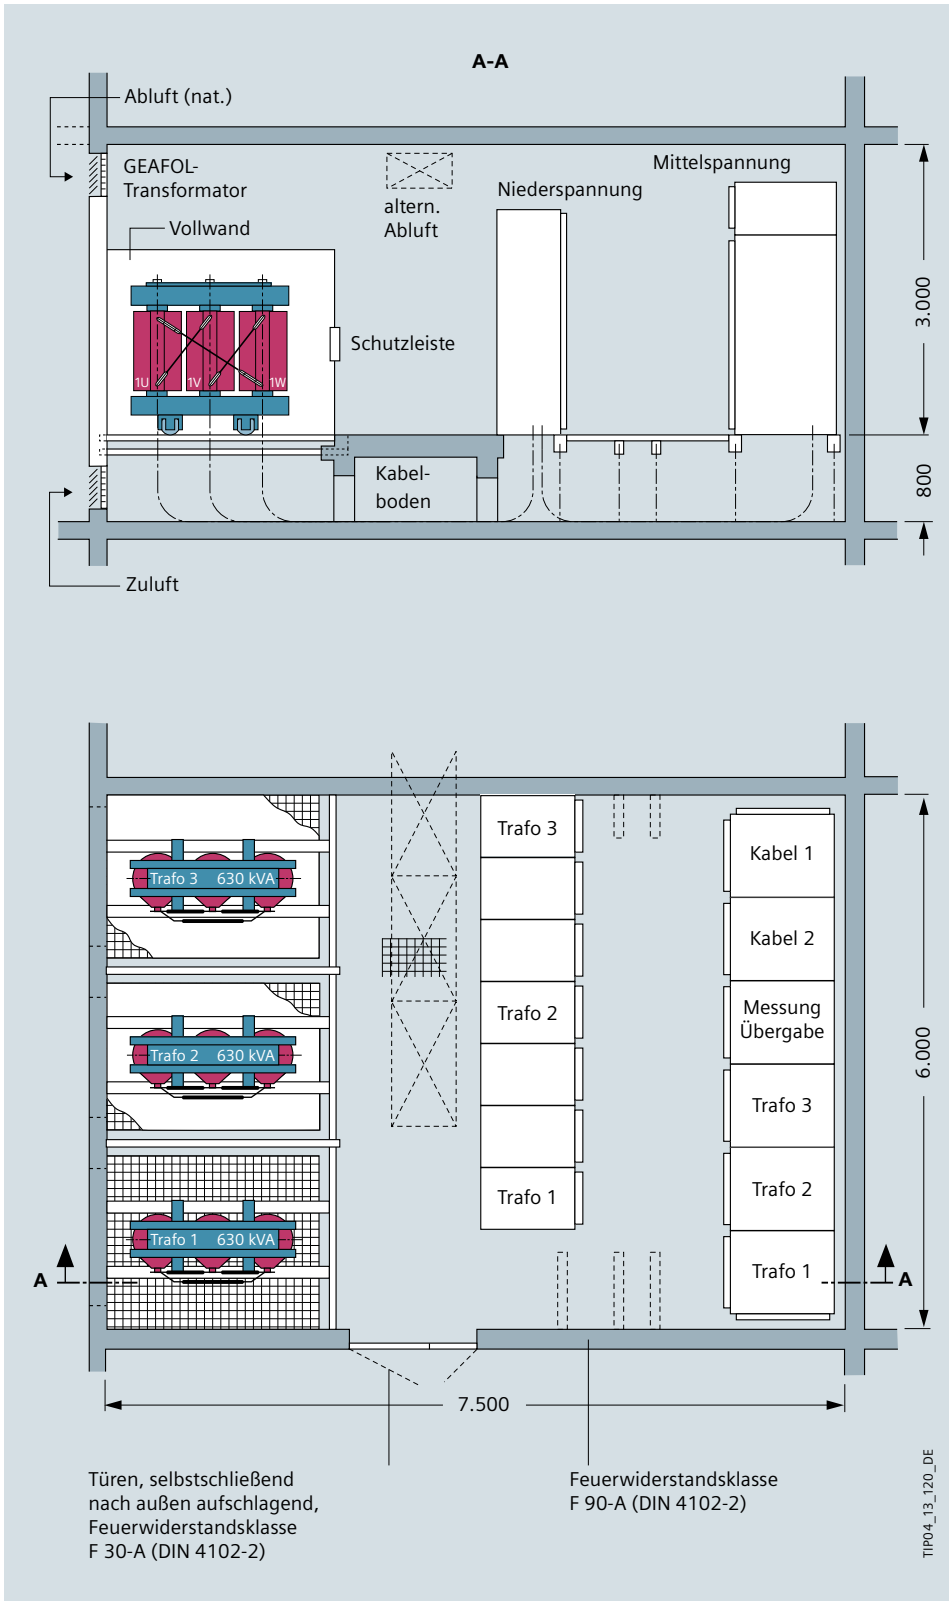 A-A
Abluft (nat.)
GEAFOL-
Transformator
Vollwand
altern.
Abluft
Niederspannung
Mittelspannung
3.000
Schutzleiste
1U
1V
1W
Kabel-
boden
800
Zuluft
Trafo 3 630 kVA
Trafo 2 630 kVA
Trafo 1 630 kVA
Trafo 3
Trafo 2
Trafo 1
Kabel 1
Kabel 2
Messung
Übergabe
Trafo 3
Trafo 2
Trafo 1
6.000
A
A
7.500
Türen, selbstschließend
nach außen aufschlagend,
Feuerwiderstandsklasse
F 30-A (DIN 4102-2)
Feuerwiderstandsklasse
F 90-A (DIN 4102-2)
TIP04_13_120_DE